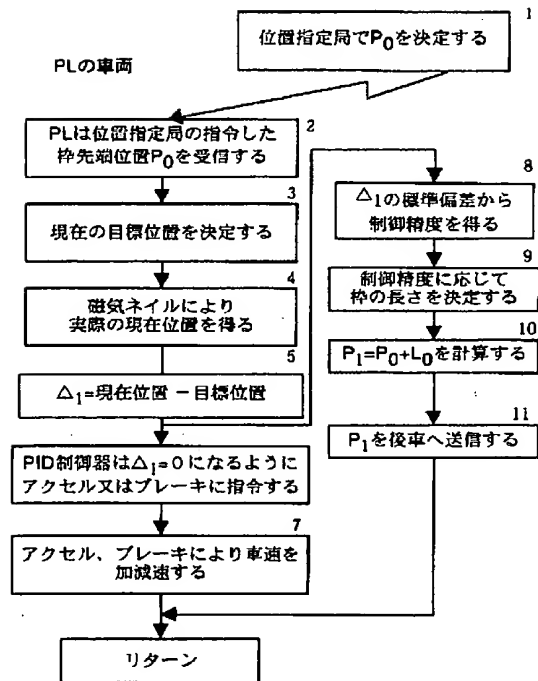 1
位置指定局でP0を決定する
PLの車両
2
PLは位置指定局の指令した
枠先端位置P0を受信する
3
現在の目標位置を決定する
4
磁気ネイルにより
実際の現在位置を得る
5
△1=現在位置 − 目標位置
PID制御器は△1=0になるように
アクセル又はブレーキに指令する
7
アクセル、ブレーキにより車速を
加減速する
8
△1の標準偏差から
制御精度を得る
9
制御精度に応じて
枠の長さを決定する
10
P1=P0+L0を計算する
11
P1を後車へ送信する
リターン